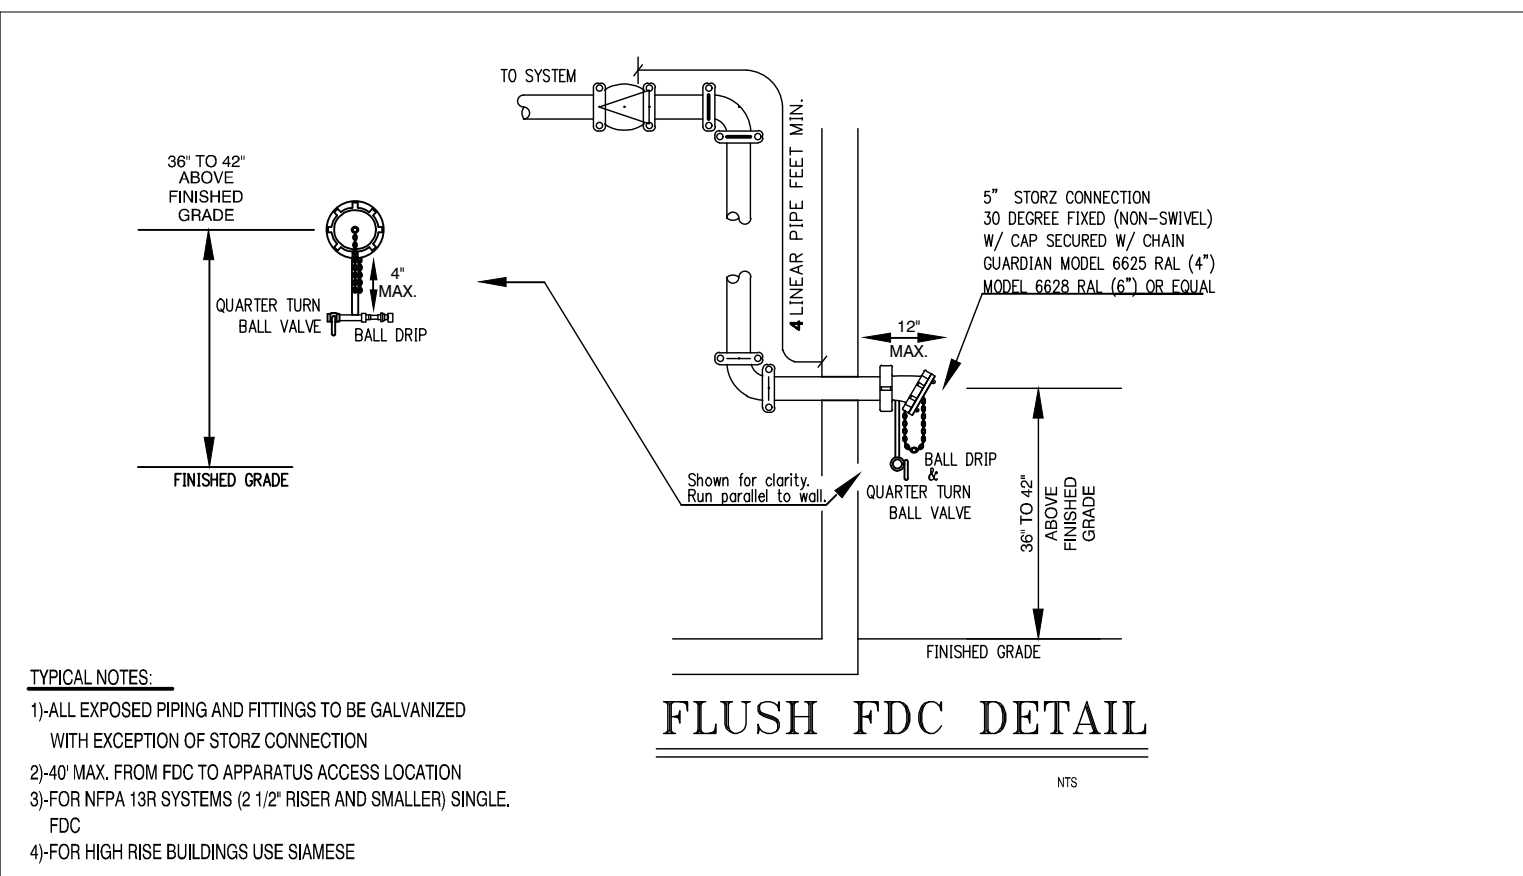 TO SYSTEM
4 LINEAR PIPE FEET MIN.
36" TO 42"
ABOVE
FINISHED
GRADE
4"
MAX.
QUARTER TURN
BALL VALVE
BALL DRIP
FINISHED GRADE
5" STORZ CONNECTION
30 DEGREE FIXED (NON-SWIVEL)
W/ CAP SECURED W/ CHAIN
GUARDIAN MODEL 6625 RAL (4")
MODEL 6628 RAL (6") OR EQUAL
12"
MAX.
Shown for clarity.
Run parallel to wall.
BALL DRIP
&
QUARTER TURN
BALL VALVE
36" TO 42"
ABOVE
FINISHED
GRADE
FINISHED GRADE
TYPICAL NOTES:
1)-ALL EXPOSED PIPING AND FITTINGS TO BE GALVANIZED
WITH EXCEPTION OF STORZ CONNECTION
2)-40' MAX. FROM FDC TO APPARATUS ACCESS LOCATION
3)-FOR NFPA 13R SYSTEMS (2 1/2" RISER AND SMALLER) SINGLE.
FDC
4)-FOR HIGH RISE BUILDINGS USE SIAMESE
FLUSH FDC DETAIL
NTS